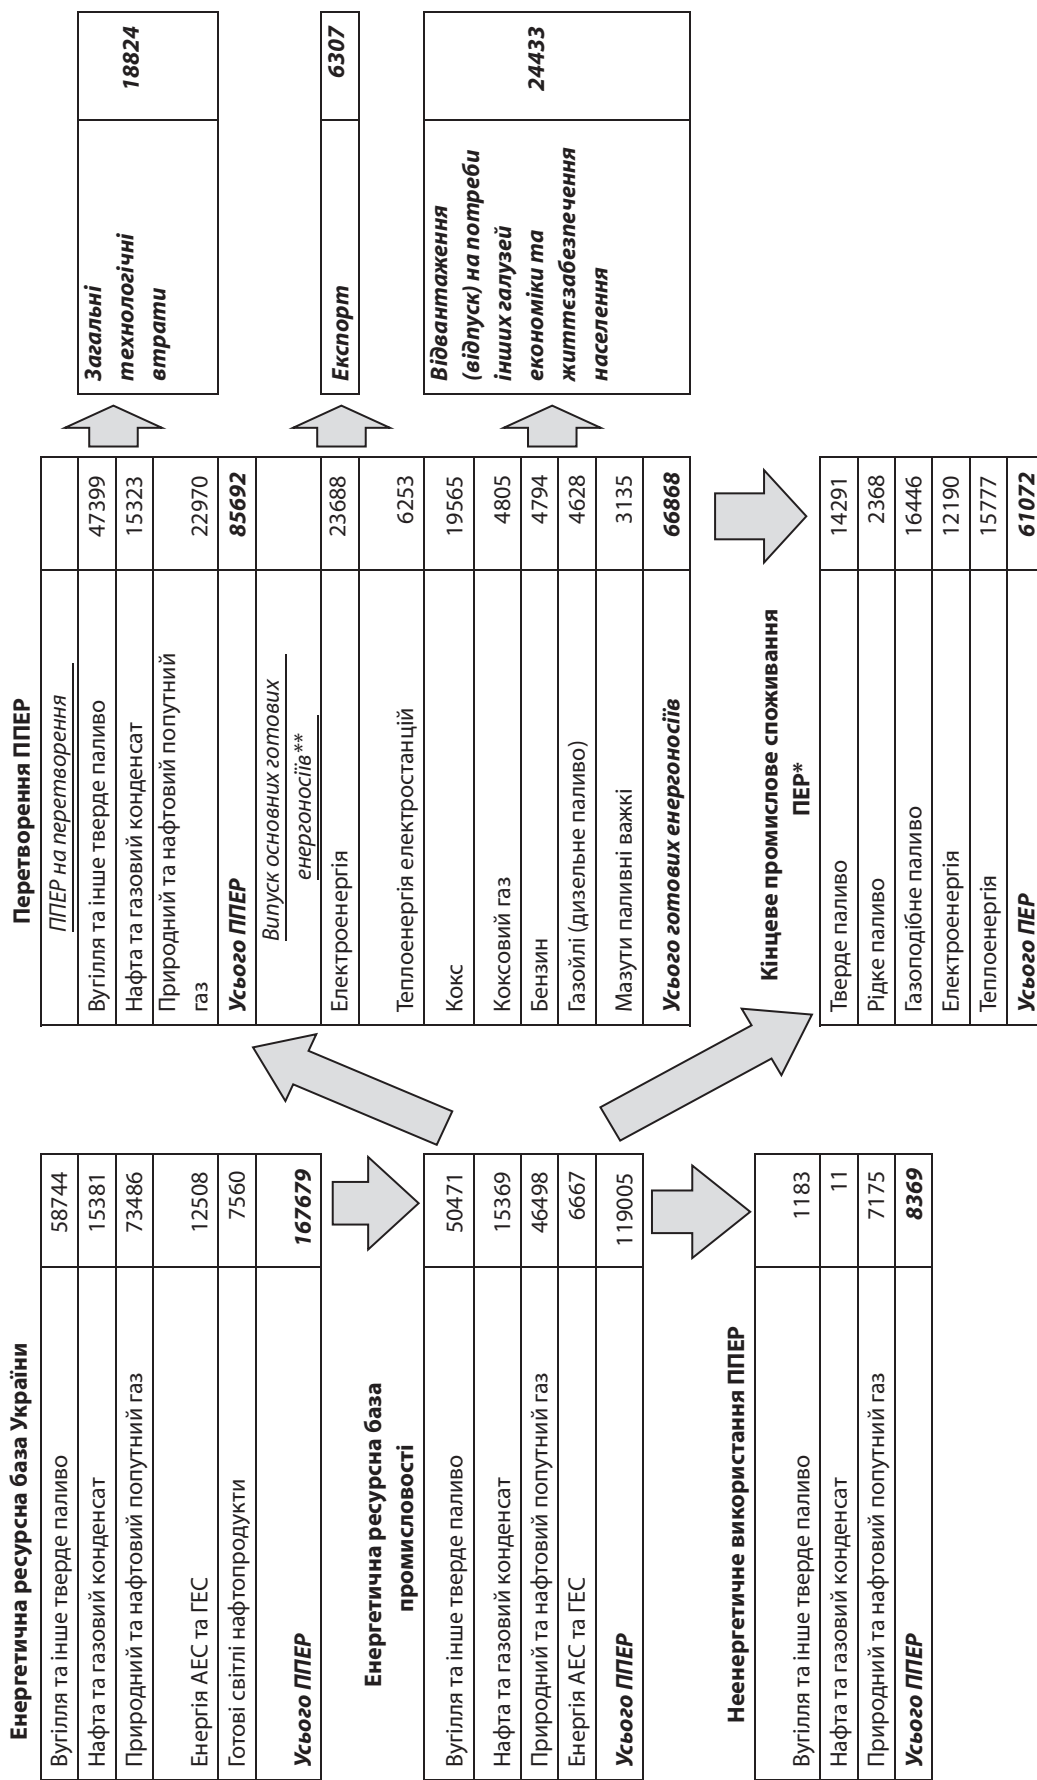 Енергетична ресурсна база України
Вугілля та інше тверде паливо 58744
Нафта та газовий конденсат 15381
Природний та нафтовий попутний газ 73486
Енергія АЕС та ГЕС 12508
Готові світлі нафтопродукти 7560
Усього ППЕР 167679
Енергетична ресурсна база
промисловості
Вугілля та інше тверде паливо 50471
Нафта та газовий конденсат 15369
Природний та нафтовий попутний газ 46498
Енергія АЕС та ГЕС 6667
Усього ППЕР 119005
Неенергетичне використання ППЕР
Вугілля та інше тверде паливо 1183
Нафта та газовий конденсат 11
Природний та нафтовий попутний газ 7175
Усього ППЕР 8369
Перетворення ППЕР
ППЕР на перетворення
Вугілля та інше тверде паливо 47399
Нафта та газовий конденсат 15323
Природний та нафтовий попутний
газ 22970
Усього ППЕР 85692
Випуск основних готових
енергоносіїв**
Електроенергія 23688
Теплоенергія електростанцій 6253
Кокс 19565
Коксовий газ 4805
Бензин 4794
Газойлі (дизельне паливо) 4628
Мазути паливні важкі 3135
Усього готових енергоносіїв 66868
Кінцеве промислове споживання
ПЕР*
Тверде паливо 14291
Рідке паливо 2368
Газоподібне паливо 16446
Електроенергія 12190
Теплоенергія 15777
Усього ПЕР 61072
Загальні
технологічні 18824
втрати
Експорт 6307
Відвантаження
(відпуск) на потреби
інших галузей
економіки та 24433
життєзабезпечення
населення